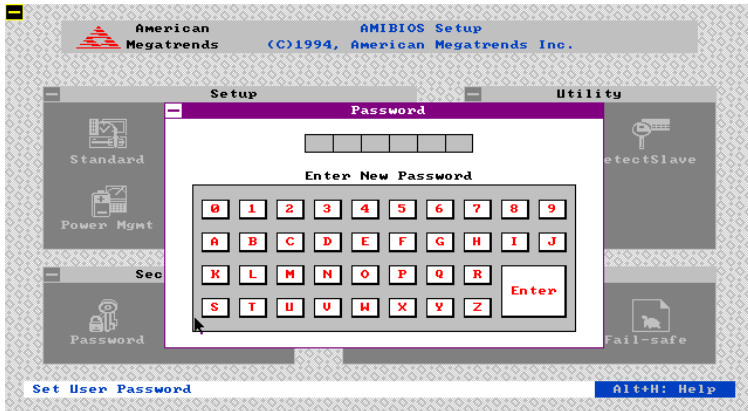 American
Megatrends
AMIBIOS Setup
(C)1994, American Megatrends Inc.
Setup
Utility
Password
Standard
etectSlave
Enter New Password
0 1 2 3 4 5 6 7 8 9
A B C D E F G H I J
K L M N O P Q R
Enter
S T U V W X Y Z
Power Mgmt
Sec
Password
Fail-safe
Set User Password
Alt+H: Help